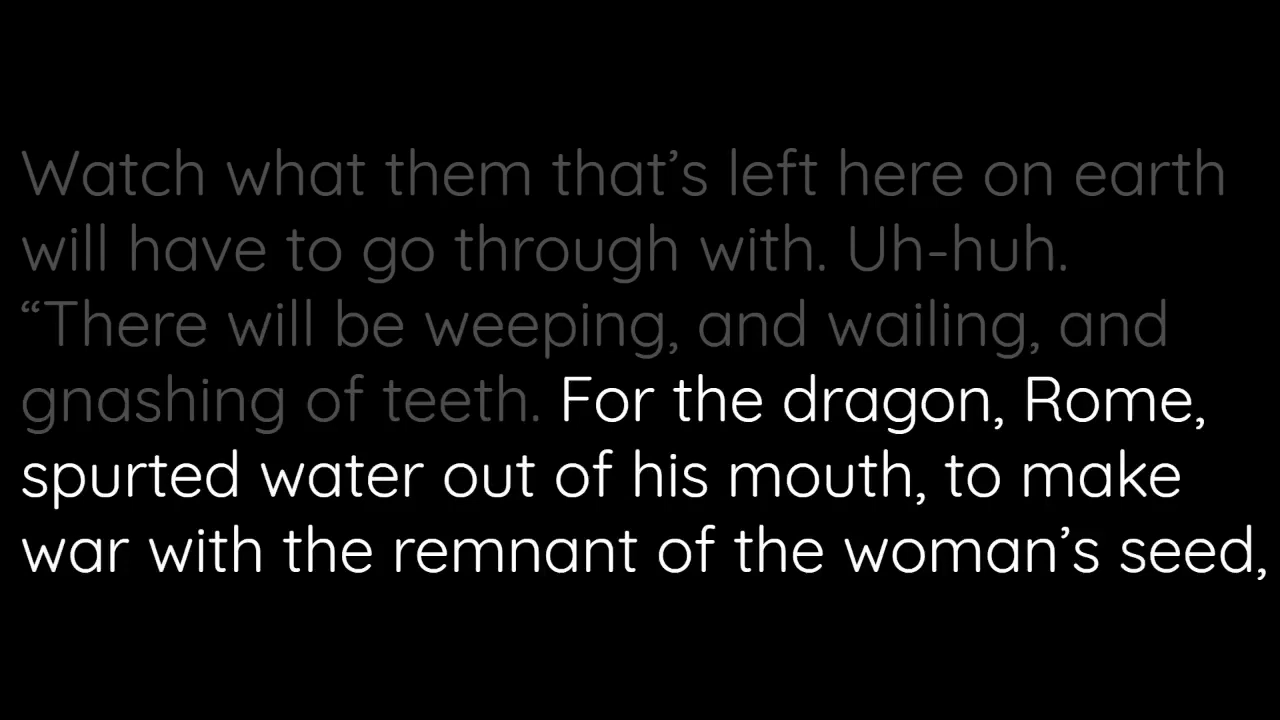 Watch what them that’s left here on earth
will have to go through with. Uh-huh.
“There will be weeping, and wailing, and
gnashing of teeth. For the dragon, Rome,
spurted water out of his mouth, to make
war with the remnant of the woman’s seed,